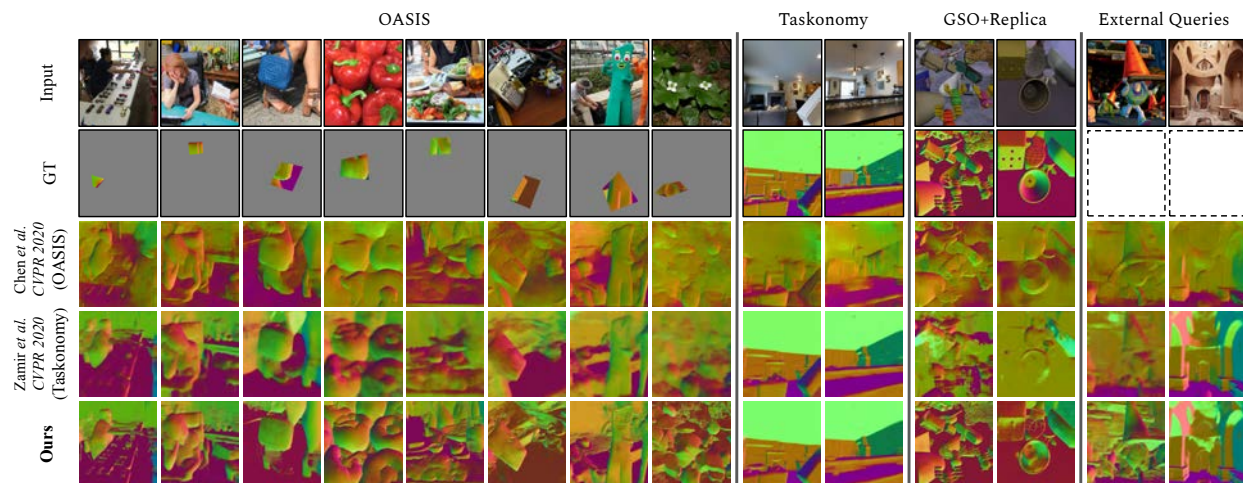 OASIS
Taskonomy
GSO+Replica
External Queries
Input
GT
Chen et al.
CVPR 2020
(OASIS)
Zamir et al.
CVPR 2020
(Taskonomy)
Ours